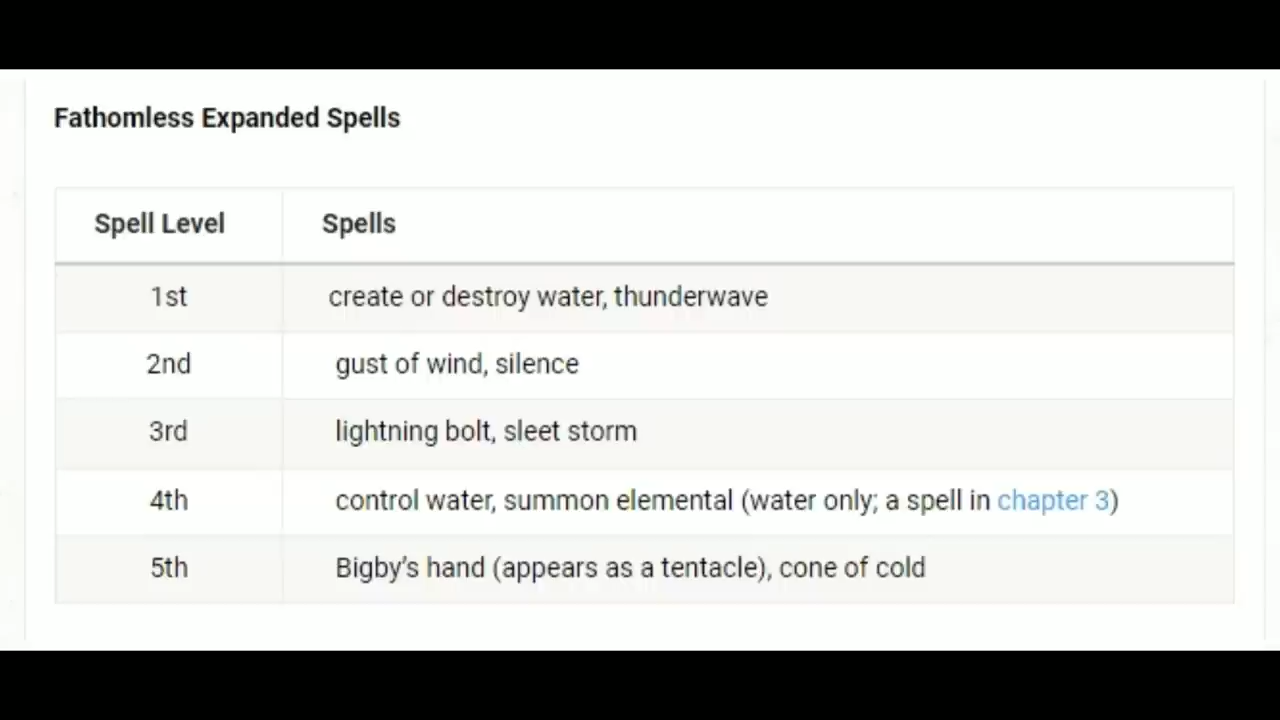 Fathomless Expanded Spells
Spell Level Spells
1st create or destroy water, thunderwave
2nd gust of wind, silence
3rd lightning bolt, sleet storm
4th control water, summon elemental (water only; a spell in chapter 3)
5th Bigby's hand (appears as a tentacle), cone of cold